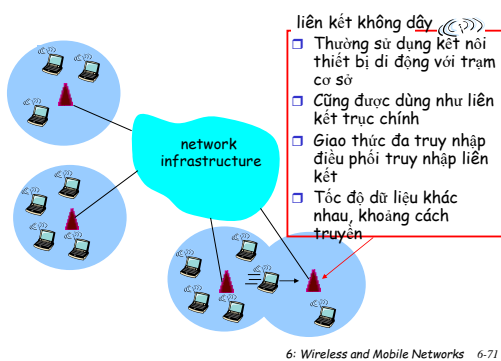 liên kết không dây
Thường sử dụng kết nối
thiết bị di động với trạm
cơ sở
Cũng được dùng như liên
kết trục chính
Giao thức đa truy nhập
điều phối truy nhập liên
kết
Tốc độ dữ liệu khác
nhau, khoảng cách
truyền
network
infrastructure
6: Wireless and Mobile Networks 6-71